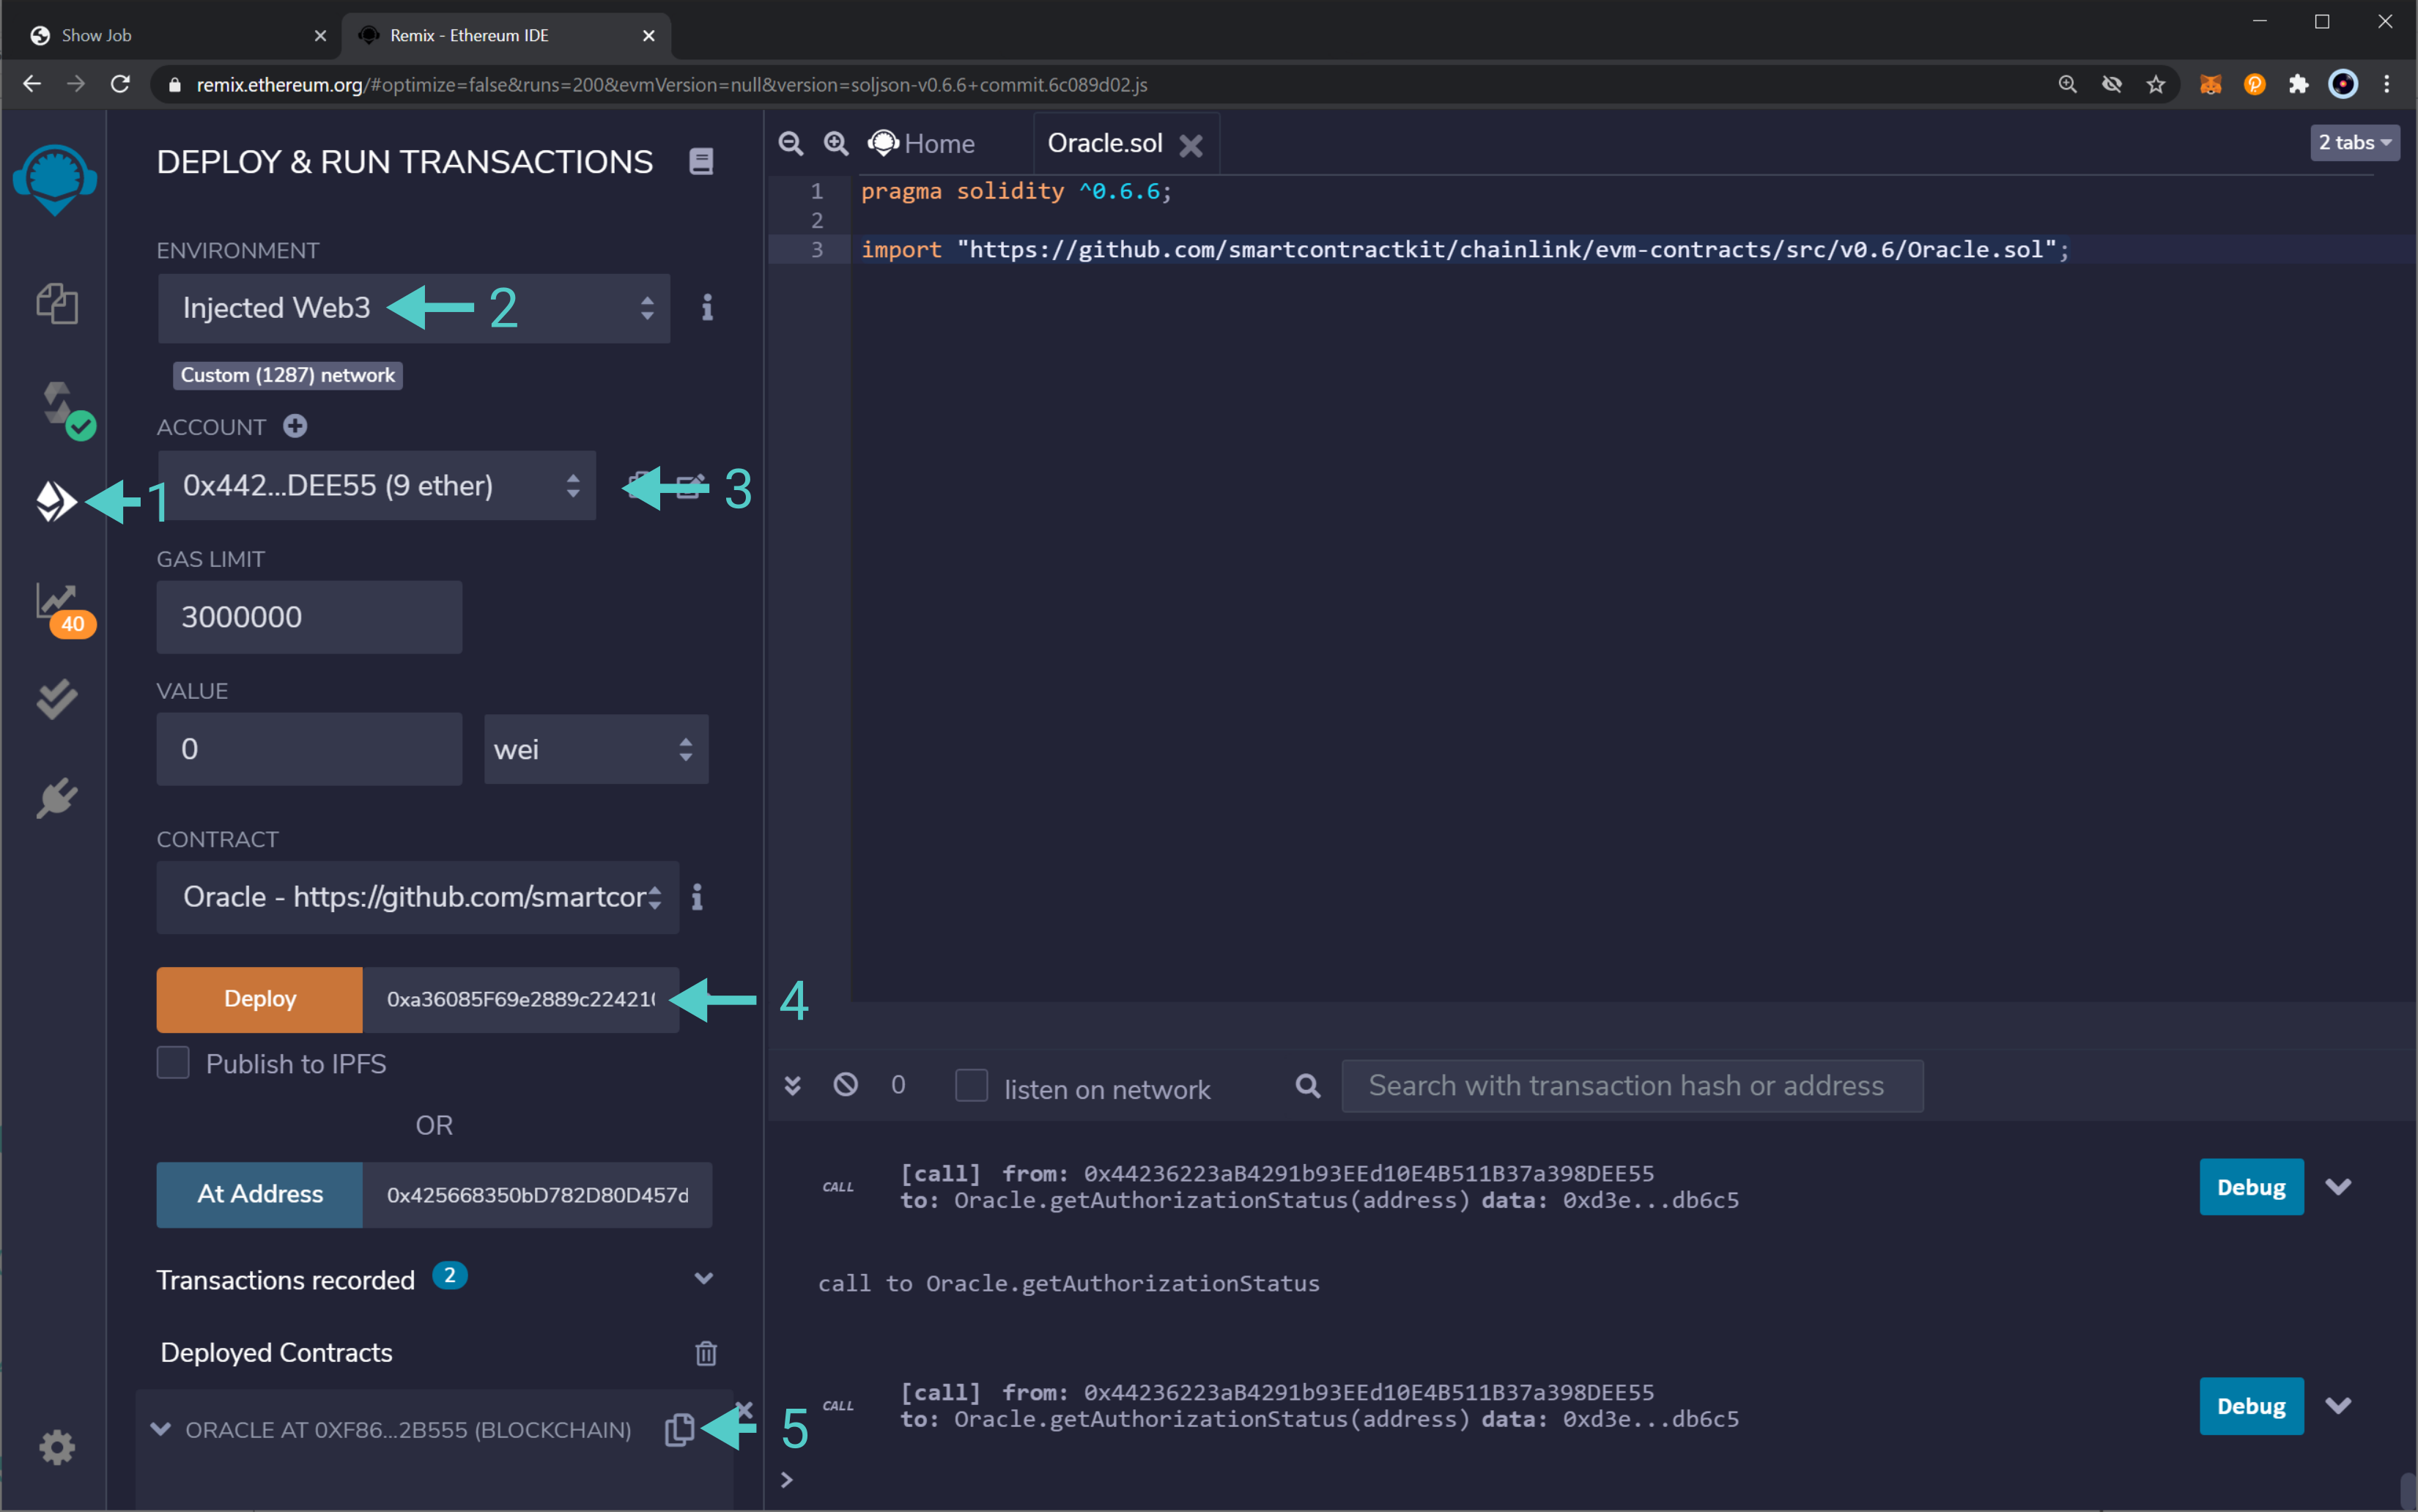 Show Job
Remix - Ethereum IDE
remix.ethereum.org/#optimize=false&runs=200&evmVersion=null&version=soljson-v0.6.6+commit.6c089d02.js
DEPLOY & RUN TRANSACTIONS
ENVIRONMENT
Injected Web3
2
Custom (1287) network
ACCOUNT
0x442...DEE55 (9 ether)
3
1
GAS LIMIT
3000000
40
VALUE
0
wei
CONTRACT
Oracle - https://github.com/smartcor
Deploy
0xa36085F69e2889c224210
4
Publish to IPFS
OR
At Address
0x425668350bD782D80D457d
Transactions recorded 2
Deployed Contracts
ORACLE AT 0XF86...2B555 (BLOCKCHAIN)
5
Home
Oracle.sol
2 tabs
1 pragma solidity ^0.6.6;
2
3 import "https://github.com/smartcontractkit/chainlink/evm-contracts/src/v0.6/Oracle.sol";
0
listen on network
Search with transaction hash or address
CALL
[call] from: 0x44236223aB4291b93EEd10E4B511B37a398DEE55
to: Oracle.getAuthorizationStatus(address) data: 0xd3e...db6c5
Debug
call to Oracle.getAuthorizationStatus
CALL
[call] from: 0x44236223aB4291b93EEd10E4B511B37a398DEE55
to: Oracle.getAuthorizationStatus(address) data: 0xd3e...db6c5
Debug
>